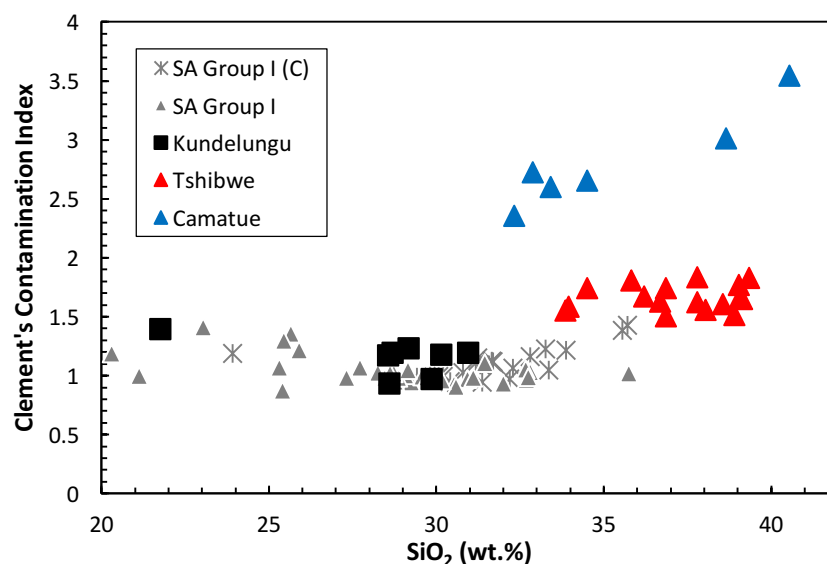 4
3.5
3
2.5
2
1.5
1
0.5
0
Clement's Contamination Index
SA Group I (C)
SA Group I
Kundelungu
Tshibwe
Camatue
20 25 30 35 40
SiO₂ (wt.%)